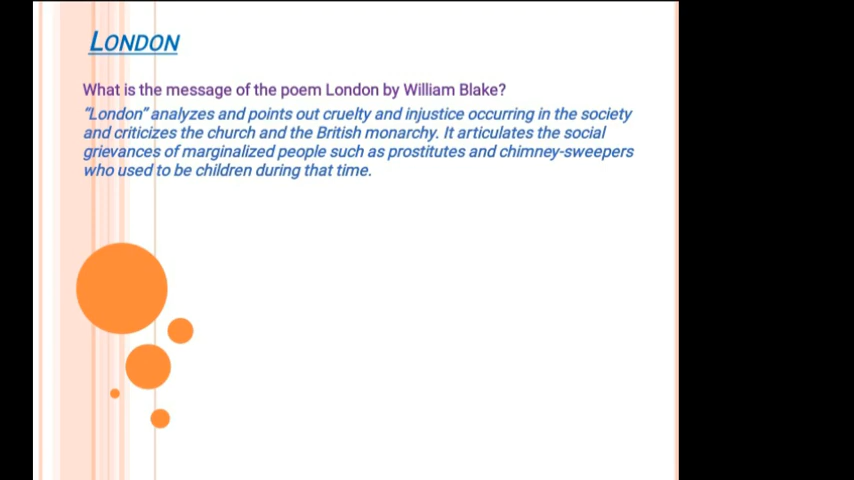 LONDON
What is the message of the poem London by William Blake?
“London” analyzes and points out cruelty and injustice occurring in the society
and criticizes the church and the British monarchy. It articulates the social
grievances of marginalized people such as prostitutes and chimney-sweepers
who used to be children during that time.